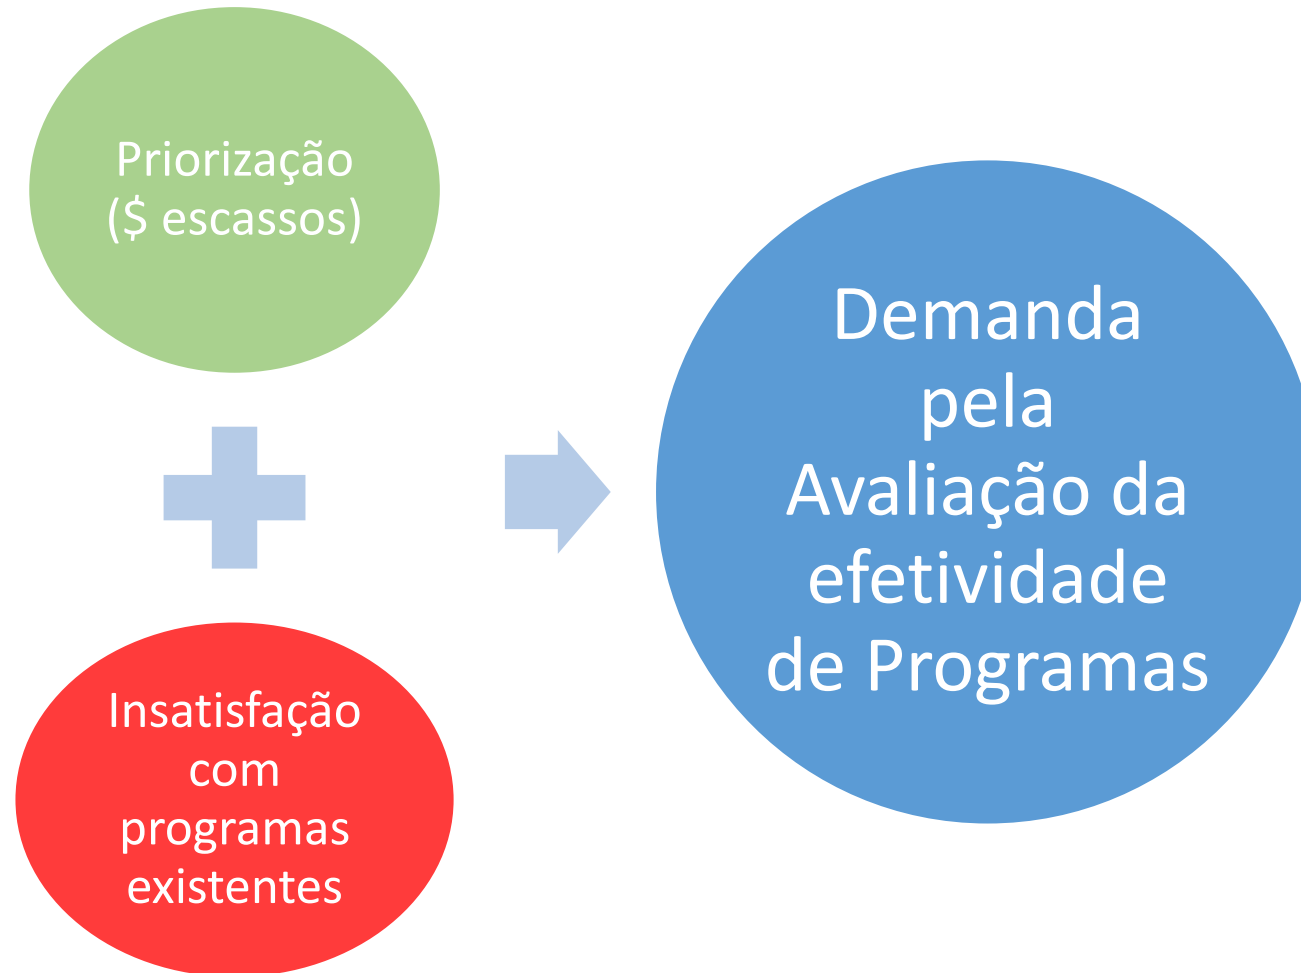 Priorização
($ escassos)
Insatisfação
com
programas
existentes
Demanda
pela
Avaliação da
efetividade
de Programas